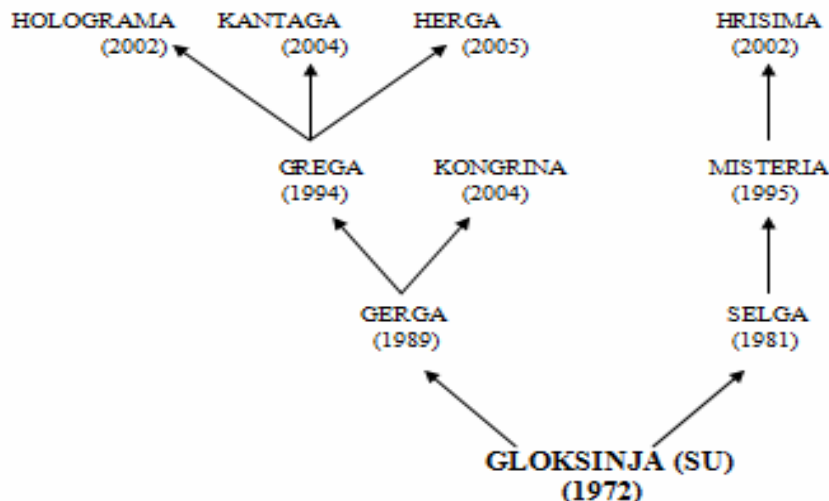 HOLOGRAMA KANTAGA HERGA HRISIMA
(2002) (2004) (2005) (2002)
GREGA KONGRINA MISTERIA
(1994) (2004) (1995)
GERGA SELGA
(1989) (1981)
GLOKSINJA (SU)
(1972)